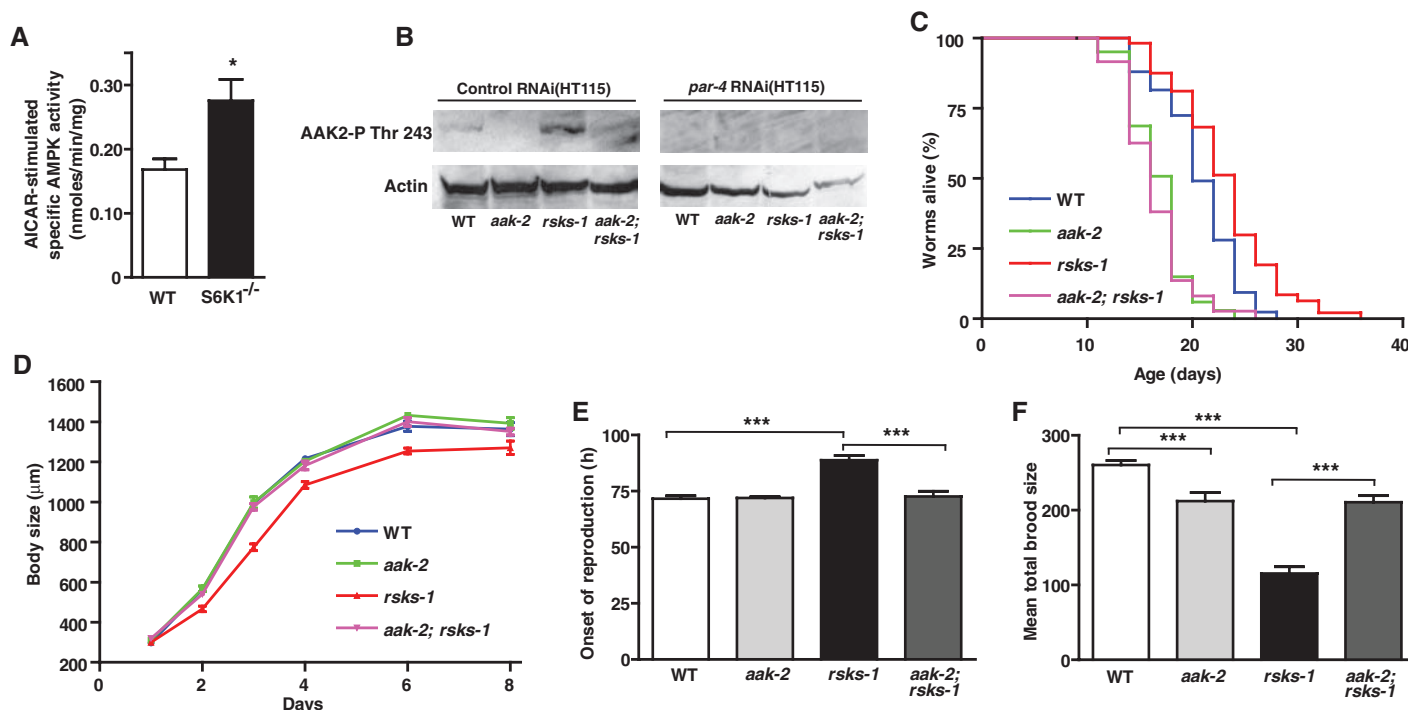 A
AICAR-stimulated
specific AMPK activity
(nmoles/min/mg)
0.30
0.20
0.10
0
*
WT
S6K1-/-
B
Control RNAi(HT115)
par-4 RNAi(HT115)
AAK2-P Thr 243
Actin
WT
aak-2
rsks-1
aak-2;
rsks-1
WT
aak-2
rsks-1
aak-2;
rsks-1
C
Worms alive (%)
100
75
50
25
0
0
10
20
30
40
Age (days)
WT
aak-2
rsks-1
aak-2; rsks-1
D
Body size (μm)
1600
1400
1200
1000
800
600
400
200
0
2
4
6
8
Days
WT
aak-2
rsks-1
aak-2; rsks-1
E
Onset of reproduction (h)
100
75
50
25
0
***
***
WT
aak-2
rsks-1
aak-2;
rsks-1
F
Mean total brood size
300
200
100
0
***
***
***
WT
aak-2
rsks-1
aak-2;
rsks-1